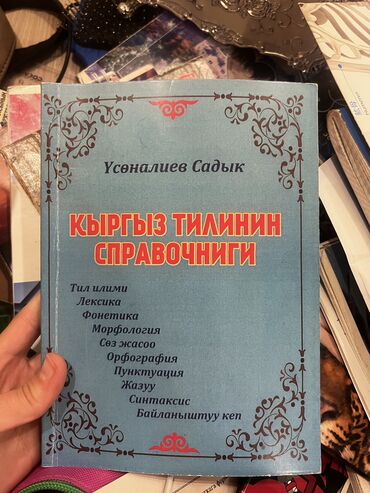 Үсөналиев Садык
КЫРГЫЗ ТИЛИНИН
СПРАВОЧНИГИ
Тил илими
Лексика
Фонетика
Морфология
Сөз жасоо
Орфография
Пунктуация
Жазуу
Синтаксис
Байланыштуу кеп